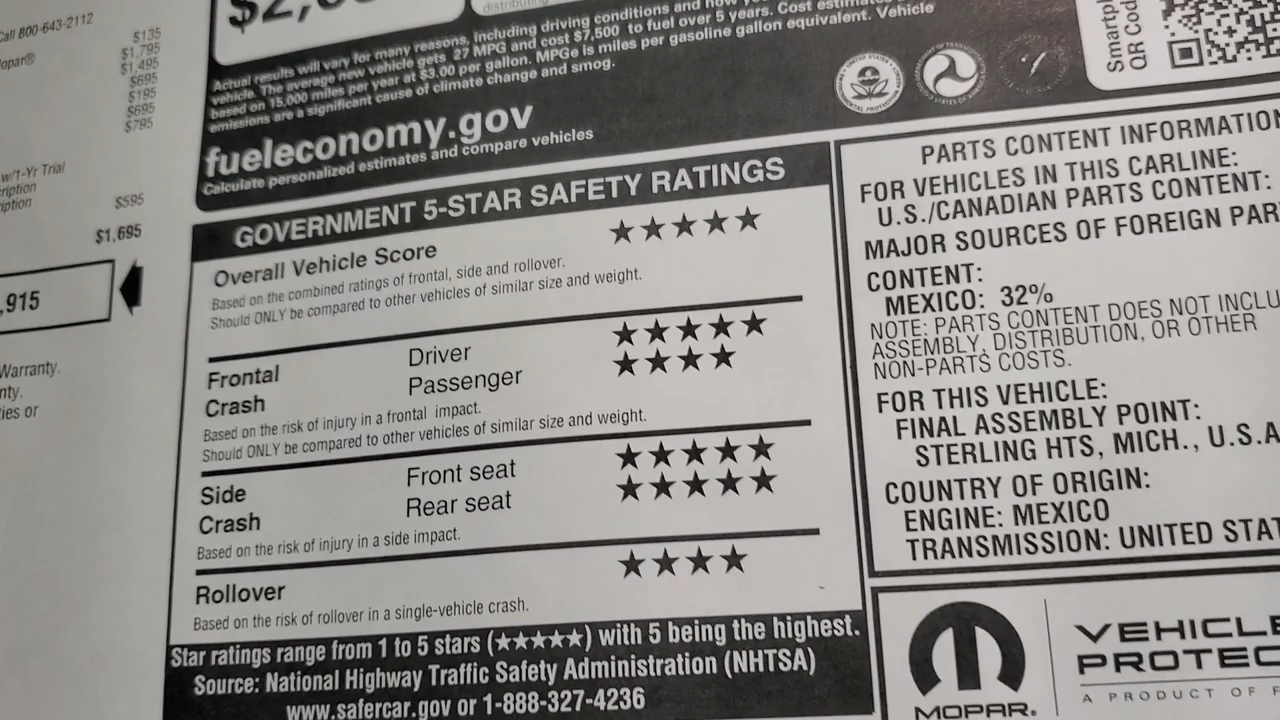 Call 800-643-2112
Mopar®
$135
$1,795
$1,495
$695
$195
$695
$795
w/1-Yr Trial
$595
$1,695
,915
Warranty.
ties or
$2,
Actual results will vary for many reasons, including driving conditions and how
vehicle. The average new vehicle gets 27 MPG and cost $7,500 to fuel over 5 years. Cost estimates
based on 15,000 miles per year at $3.00 per gallon. MPGe is miles per gasoline gallon equivalent. Vehicle
emissions are a significant cause of climate change and smog.
fueleconomy.gov
Calculate personalized estimates and compare vehicles
QR Cod
GOVERNMENT 5-STAR SAFETY RATINGS
Overall Vehicle Score ★★★★★
Based on the combined ratings of frontal, side and rollover.
Should ONLY be compared to other vehicles of similar size and weight.
Frontal Driver ★★★★★
Crash Passenger ★★★★
Based on the risk of injury in a frontal impact.
Should ONLY be compared to other vehicles of similar size and weight.
Side Front seat ★★★★★
Crash Rear seat ★★★★★
Based on the risk of injury in a side impact.
Rollover ★★★★
Based on the risk of rollover in a single-vehicle crash.
Star ratings range from 1 to 5 stars (★★★★★) with 5 being the highest.
Source: National Highway Traffic Safety Administration (NHTSA)
www.safercar.gov or 1-888-327-4236
PARTS CONTENT INFORMATION
FOR VEHICLES IN THIS CARLINE:
U.S./CANADIAN PARTS CONTENT:
MAJOR SOURCES OF FOREIGN PAR
CONTENT:
MEXICO: 32%
NOTE: PARTS CONTENT DOES NOT INCLU
ASSEMBLY, DISTRIBUTION, OR OTHER
NON-PARTS COSTS.
FOR THIS VEHICLE:
FINAL ASSEMBLY POINT:
STERLING HTS, MICH., U.S.A
COUNTRY OF ORIGIN:
ENGINE: MEXICO
TRANSMISSION: UNITED STAT
MOPAR®
VEHICLE
PROTEC
A PRODUCT OF F